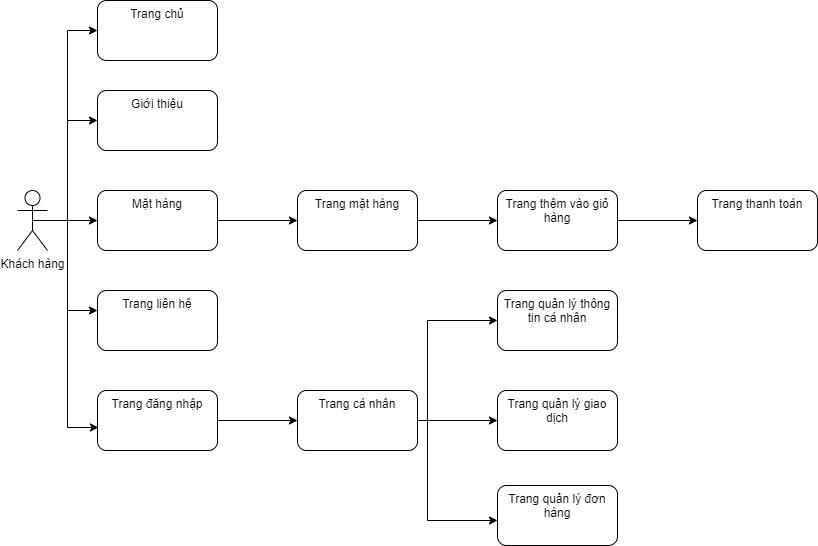 Trang chủ
Giới thiệu
Khách hàng
Mặt hàng
Trang mặt hàng
Trang thêm vào giỏ
hàng
Trang thanh toán
Trang liên hệ
Trang quản lý thông
tin cá nhân
Trang đăng nhập
Trang cá nhân
Trang quản lý giao
dịch
Trang quản lý đơn
hàng